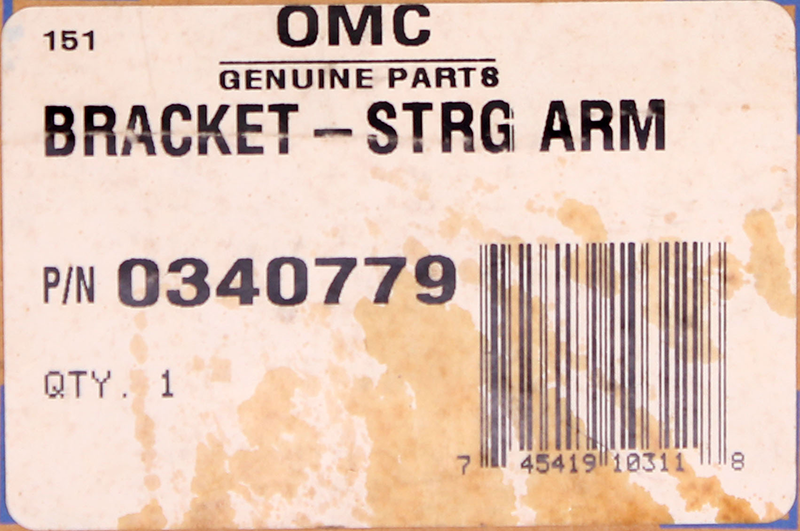 151
OMC
GENUINE PARTS
BRACKET - STRG ARM
P/N 0340779
QTY. 1
7 45419 10311 8